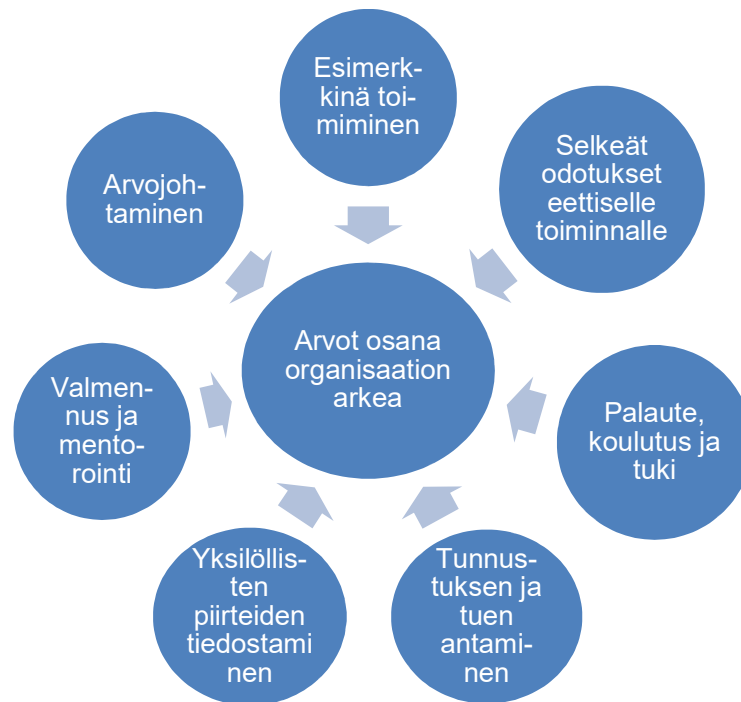 Esimerk-
kinä toi-
miminen
Selkeät
odotukset
eettiselle
toiminnalle
Palaute,
koulutus ja
tuki
Tunnus-
tuksen ja
tuen
antami-
nen
Yksilöllis-
ten
piirteiden
tiedostami
nen
Valmen-
nus ja
mento-
rointi
Arvojoh-
taminen
Arvot osana
organisaation
arkea